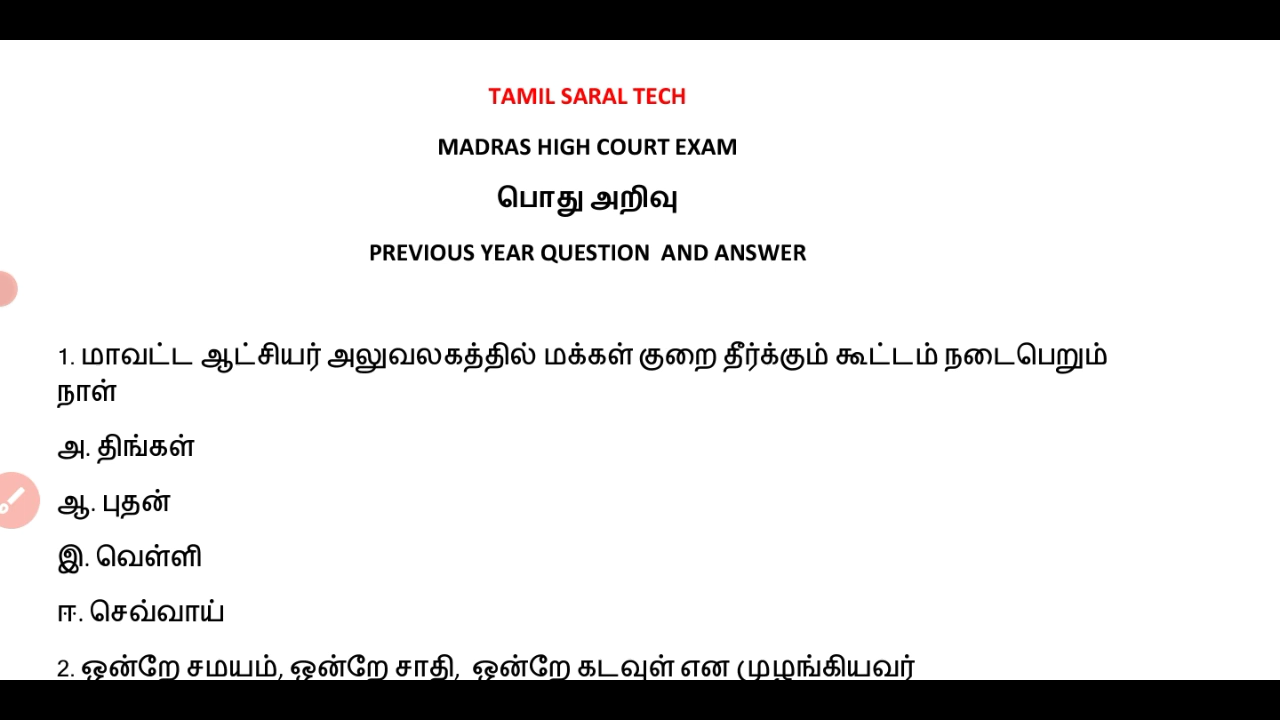 TAMIL SARAL TECH
MADRAS HIGH COURT EXAM
பொது அறிவு
PREVIOUS YEAR QUESTION  AND ANSWER
1. மாவட்ட ஆட்சியர் அலுவலகத்தில் மக்கள் குறை தீர்க்கும் கூட்டம் நடைபெறும்
நாள்
அ. திங்கள்
ஆ. புதன்
இ. வெள்ளி
ஈ. செவ்வாய்
2. ஒன்றே சமயம், ஒன்றே சாதி,  ஒன்றே கடவுள் என முழங்கியவர்